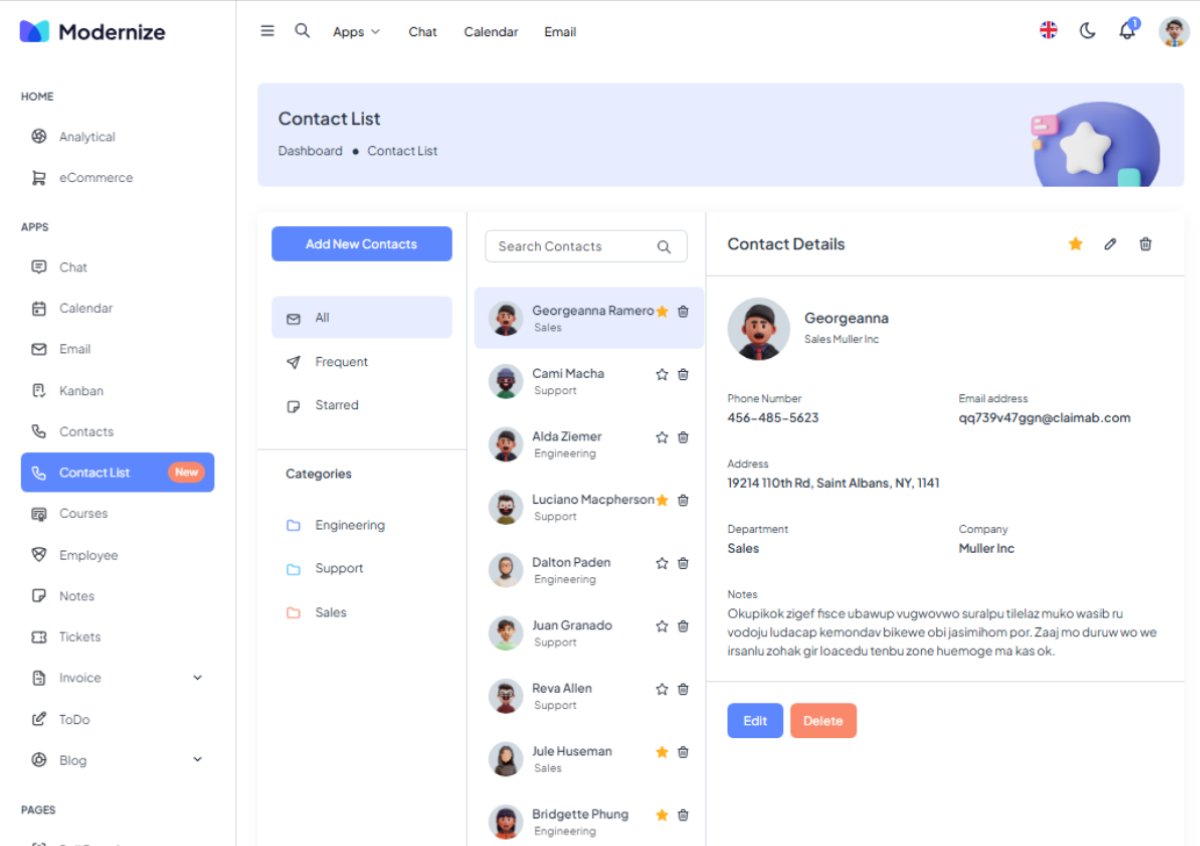 Modernize
HOME
Analytical
eCommerce
APPS
Chat
Calendar
Email
Kanban
Contacts
Contact List New
Courses
Employee
Notes
Tickets
Invoice
ToDo
Blog
PAGES
Apps Chat Calendar Email
1
Contact List
Dashboard • Contact List
Add New Contacts
All
Frequent
Starred
Categories
Engineering
Support
Sales
Search Contacts
Georgeanna Ramero
Sales
Cami Macha
Support
Alda Ziemer
Engineering
Luciano Macpherson
Support
Dalton Paden
Engineering
Juan Granado
Support
Reva Allen
Support
Jule Huseman
Sales
Bridgette Phung
Engineering
Contact Details
Georgeanna
Sales Muller Inc
Phone Number Email address
456-485-5623 qq739v47ggn@claimab.com
Address
19214 110th Rd, Saint Albans, NY, 1141
Department Company
Sales Muller Inc
Notes
Okupikok zigef fisce ubawup vugwovwo suralpu tilelaz muko wasib ru
vodoju ludacap kemondav bikewe obi jasimihom por. Zaaj mo duruw wo we
irsanlu zohak gir loacedu tenbu zone huemoge ma kas ok.
Edit Delete